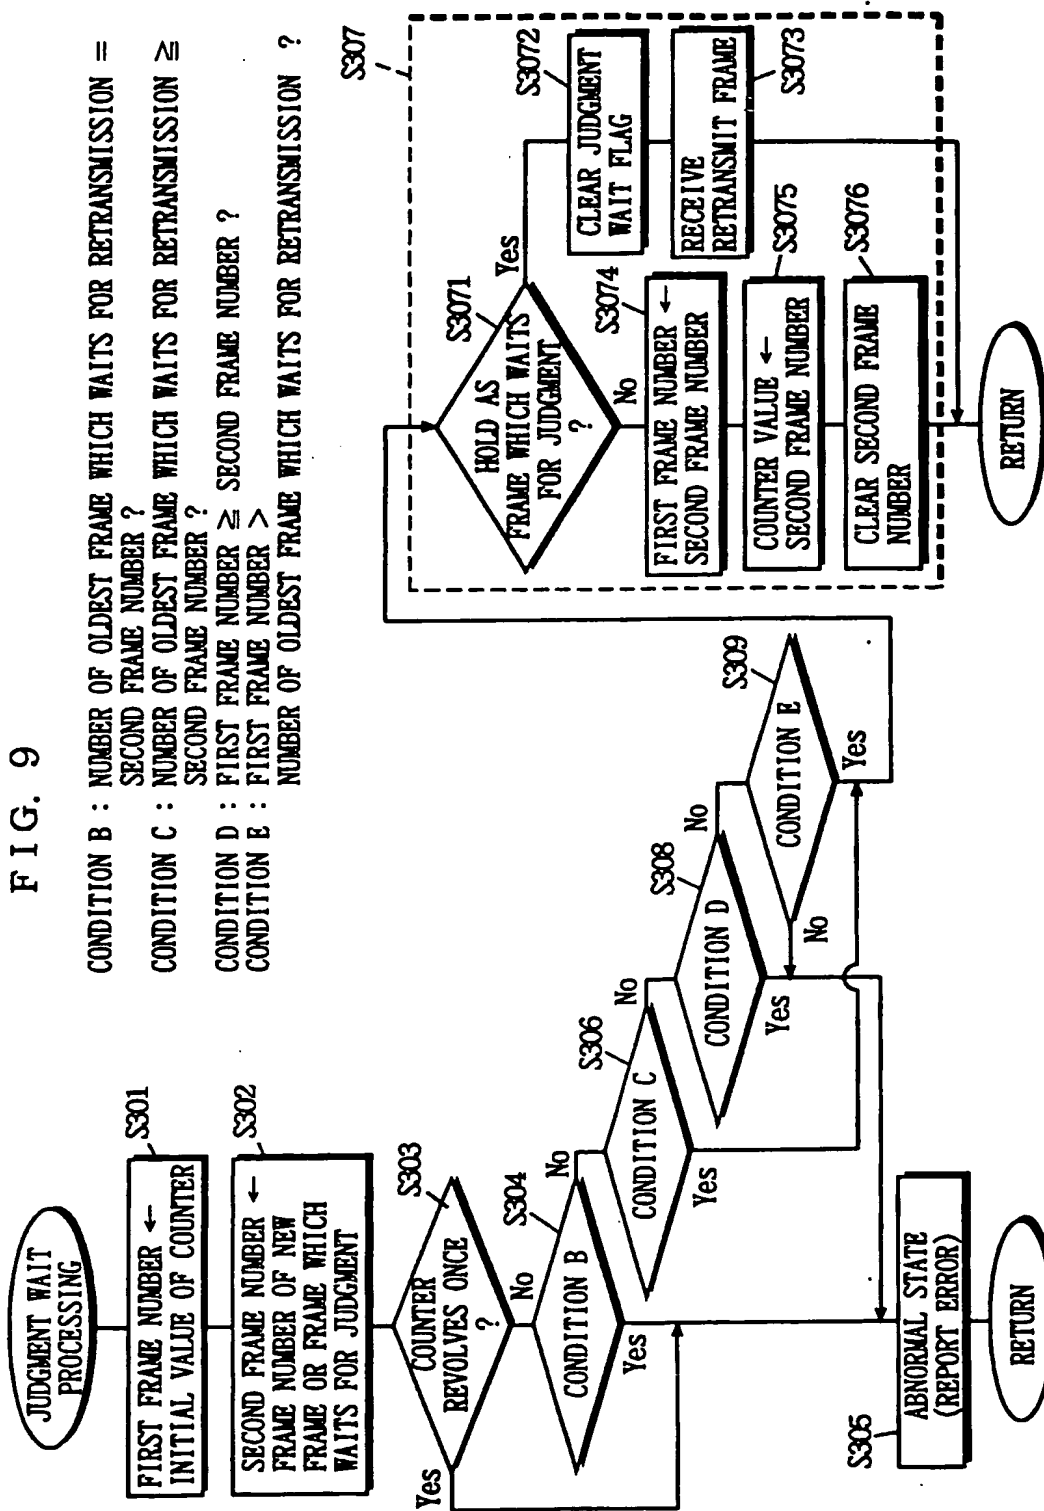 FIG. 9
CONDITION B : NUMBER OF OLDEST FRAME WHICH WAITS FOR RETRANSMISSION =
SECOND FRAME NUMBER ?
CONDITION C : NUMBER OF OLDEST FRAME WHICH WAITS FOR RETRANSMISSION ≧
SECOND FRAME NUMBER ?
CONDITION D : FIRST FRAME NUMBER ≧ SECOND FRAME NUMBER ?
CONDITION E : FIRST FRAME NUMBER >
NUMBER OF OLDEST FRAME WHICH WAITS FOR RETRANSMISSION ?
JUDGMENT WAIT
PROCESSING
S301
FIRST FRAME NUMBER ←
INITIAL VALUE OF COUNTER
S302
SECOND FRAME NUMBER ←
FRAME NUMBER OF NEW
FRAME OR FRAME WHICH
WAITS FOR JUDGMENT
S303
COUNTER
REVOLVES ONCE
?
Yes
No
S304
CONDITION B
Yes
No
S306
CONDITION C
Yes
No
S308
CONDITION D
Yes
No
S309
CONDITION E
No
Yes
S305
ABNORMAL STATE
(REPORT ERROR)
RETURN
S307
S3071
HOLD AS
FRAME WHICH WAITS
FOR JUDGMENT
?
Yes
No
S3072
CLEAR JUDGMENT
WAIT FLAG
S3073
RECEIVE
RETRANSMIT FRAME
S3074
FIRST FRAME NUMBER ←
SECOND FRAME NUMBER
S3075
COUNTER VALUE ←
SECOND FRAME NUMBER
S3076
CLEAR SECOND FRAME
NUMBER
RETURN